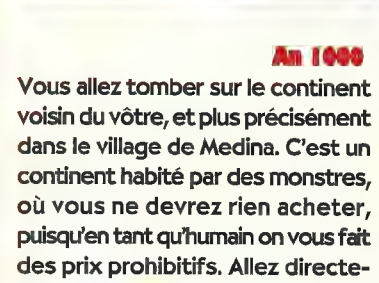 An 1000
Vous allez tomber sur le continent
voisin du vôtre, et plus précisément
dans le village de Medina. C'est un
continent habité par des monstres,
où vous ne devrez rien acheter,
puisqu'en tant qu'humain on vous fait
des prix prohibitifs. Allez directe-